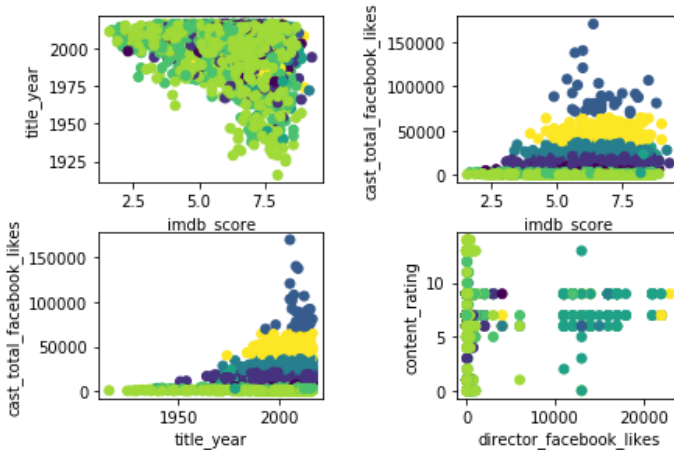 2000
1975
1950
1925
title_year
2.5 5.0 7.5
imdb_score
150000
100000
50000
0
cast_total_facebook_likes
2.5 5.0 7.5
imdb_score
150000
100000
50000
0
cast_total_facebook_likes
1950 2000
title_year
10
5
0
content_rating
0 10000 20000
director_facebook_likes